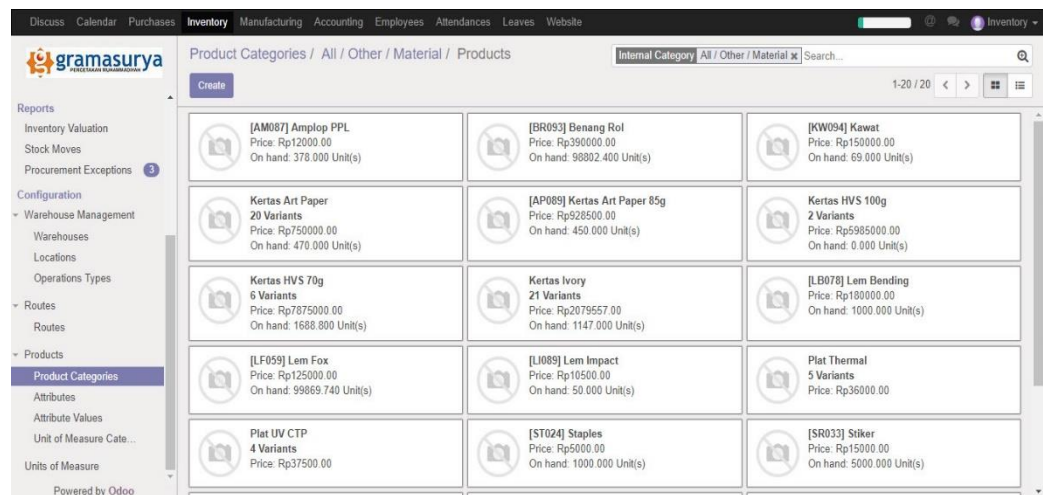 Discuss Calendar Purchases Inventory Manufacturing Accounting Employees Attendances Leaves Website @ Inventory
gramasurya
PERCETAKAN MUHAMMADIYAH
Product Categories / All / Other / Material / Products
Internal Category All / Other / Material x Search...
Create
1-20 / 20
Reports
Inventory Valuation
Stock Moves
Procurement Exceptions 3
Configuration
Warehouse Management
Warehouses
Locations
Operations Types
Routes
Routes
Products
Product Categories
Attributes
Attribute Values
Unit of Measure Cate...
Units of Measure
Powered by Odoo
[AM087] Amplop PPL
Price: Rp12000.00
On hand: 378.000 Unit(s)
[BR093] Benang Rol
Price: Rp390000.00
On hand: 98802.400 Unit(s)
[KW094] Kawat
Price: Rp150000.00
On hand: 69.000 Unit(s)
Kertas Art Paper
20 Variants
Price: Rp750000.00
On hand: 470.000 Unit(s)
[AP089] Kertas Art Paper 85g
Price: Rp928500.00
On hand: 450.000 Unit(s)
Kertas HVS 100g
2 Variants
Price: Rp5985000.00
On hand: 0.000 Unit(s)
Kertas HVS 70g
6 Variants
Price: Rp7875000.00
On hand: 1688.800 Unit(s)
Kertas Ivory
21 Variants
Price: Rp2079557.00
On hand: 1147.000 Unit(s)
[LB078] Lem Bending
Price: Rp180000.00
On hand: 1000.000 Unit(s)
[LF059] Lem Fox
Price: Rp125000.00
On hand: 99869.740 Unit(s)
[LI089] Lem Impact
Price: Rp10500.00
On hand: 50.000 Unit(s)
Plat Thermal
5 Variants
Price: Rp36000.00
Plat UV CTP
4 Variants
Price: Rp37500.00
[ST024] Staples
Price: Rp5000.00
On hand: 1000.000 Unit(s)
[SR033] Stiker
Price: Rp15000.00
On hand: 5000.000 Unit(s)